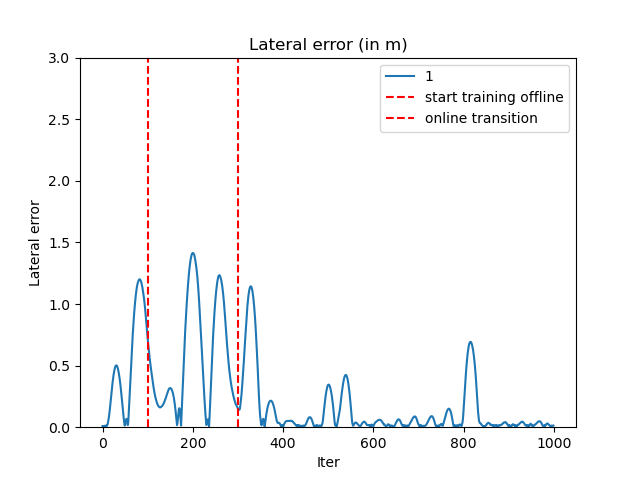 Lateral error (in m)
3.0
2.5
2.0
1.5
1.0
0.5
0.0
Lateral error
1
start training offline
online transition
0
200
400
600
800
1000
Iter